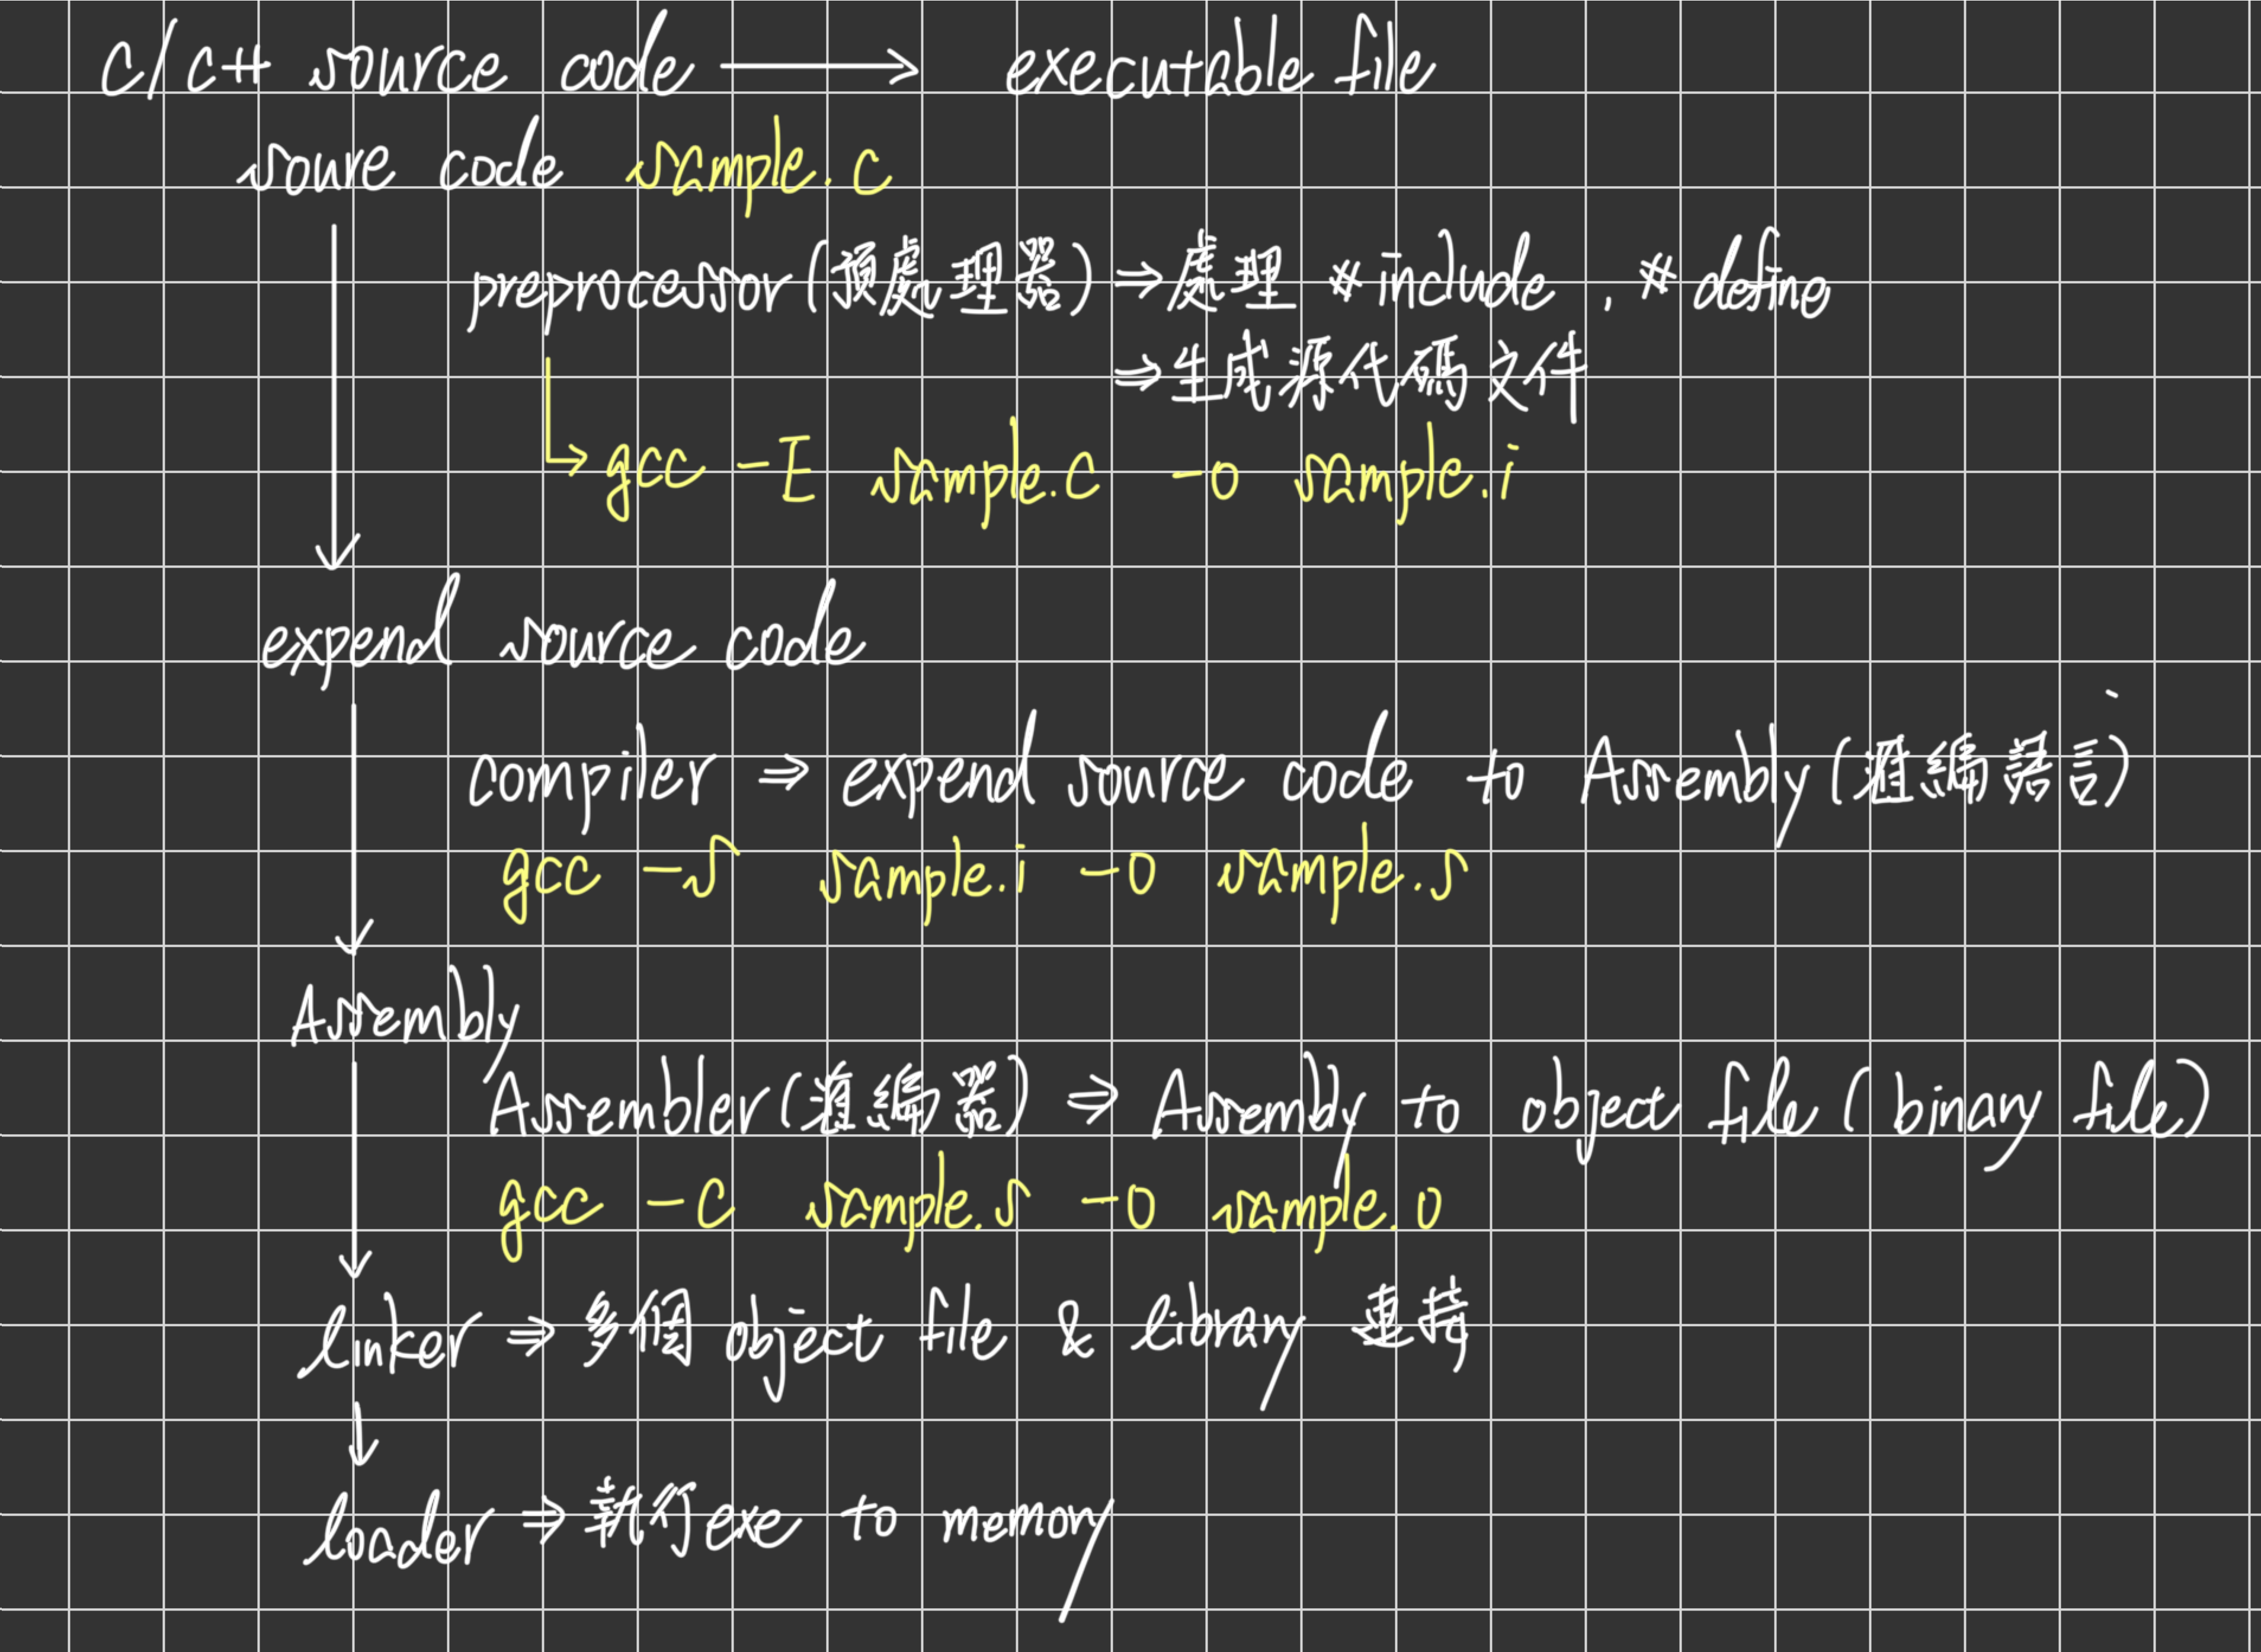 C/C++ source code → executable file
soure code sample.c
preprocessor(預處理器) ⇒ 處理 #include , #define
⇒ 生成源代碼文件
↳ gcc -E sample.c -o sample.i
expend source code
compiler ⇒ expend source code to Assembly(匯編語言)
gcc -S sample.i -o sample.s
Assembly
Assembler(匯編器) ⇒ Assembly to object file (binary file)
gcc -c sample.s -o sample.o
linker ⇒ 多個 object file & library 連接
loader ⇒ 執行 exe to memory